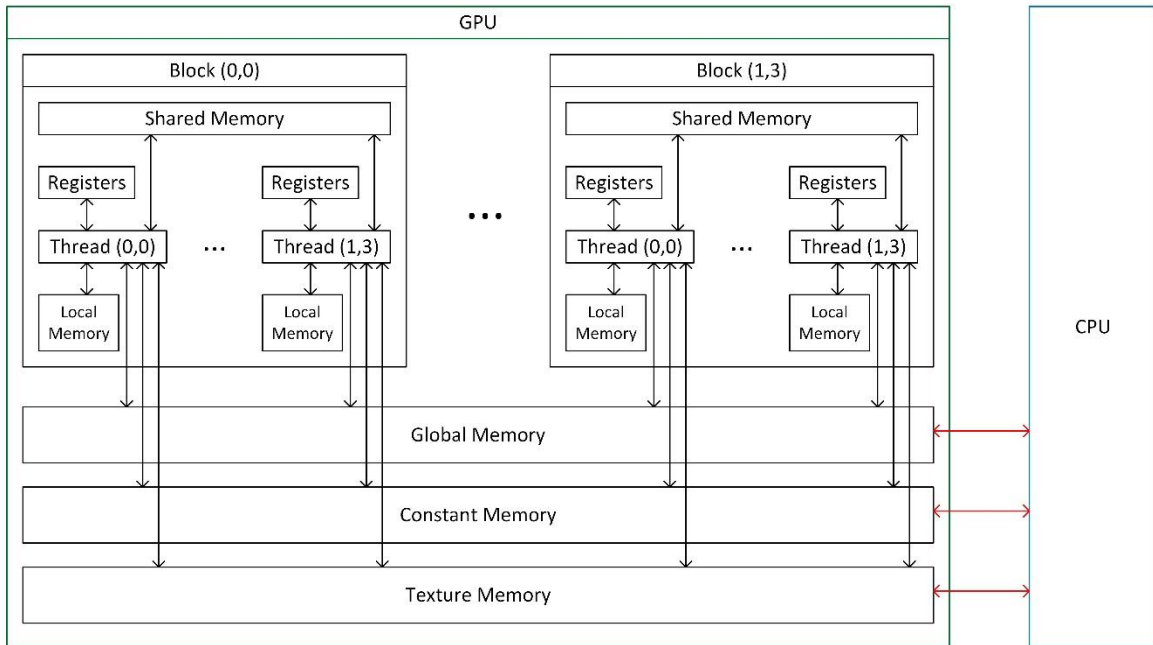 GPU
Block (0,0)
Block (1,3)
Shared Memory
Shared Memory
Registers
Registers
Registers
Registers
...
Thread (0,0)
...
Thread (1,3)
Thread (0,0)
...
Thread (1,3)
Local
Memory
Local
Memory
Local
Memory
Local
Memory
CPU
Global Memory
Constant Memory
Texture Memory